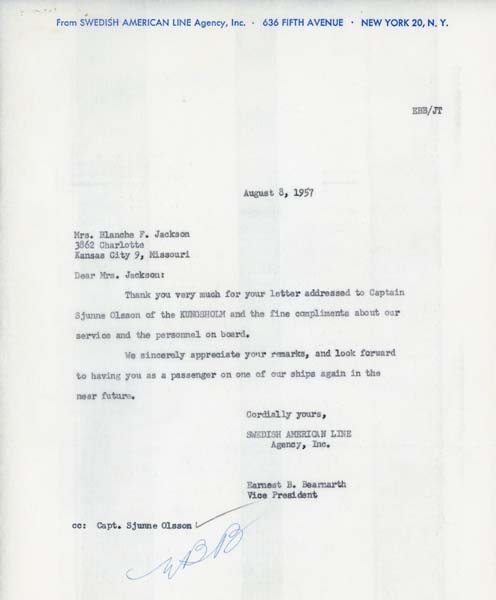 From SWEDISH AMERICAN LINE Agency, Inc. · 636 FIFTH AVENUE · NEW YORK 20, N. Y.
EBB/JT
August 8, 1957
Mrs. Blanche F. Jackson
3862 Charlotte
Kansas City 9, Missouri
Dear Mrs. Jackson:
Thank you very much for your letter addressed to Captain
Sjunne Olsson of the KUNGSHOLM and the fine compliments about our
service and the personnel on board.
We sincerely appreciate your remarks, and look forward
to having you as a passenger on one of our ships again in the
near future.
Cordially yours,
SWEDISH AMERICAN LINE
Agency, Inc.
Earnest B. Bearnarth
Vice President
cc: Capt. Sjunne Olsson